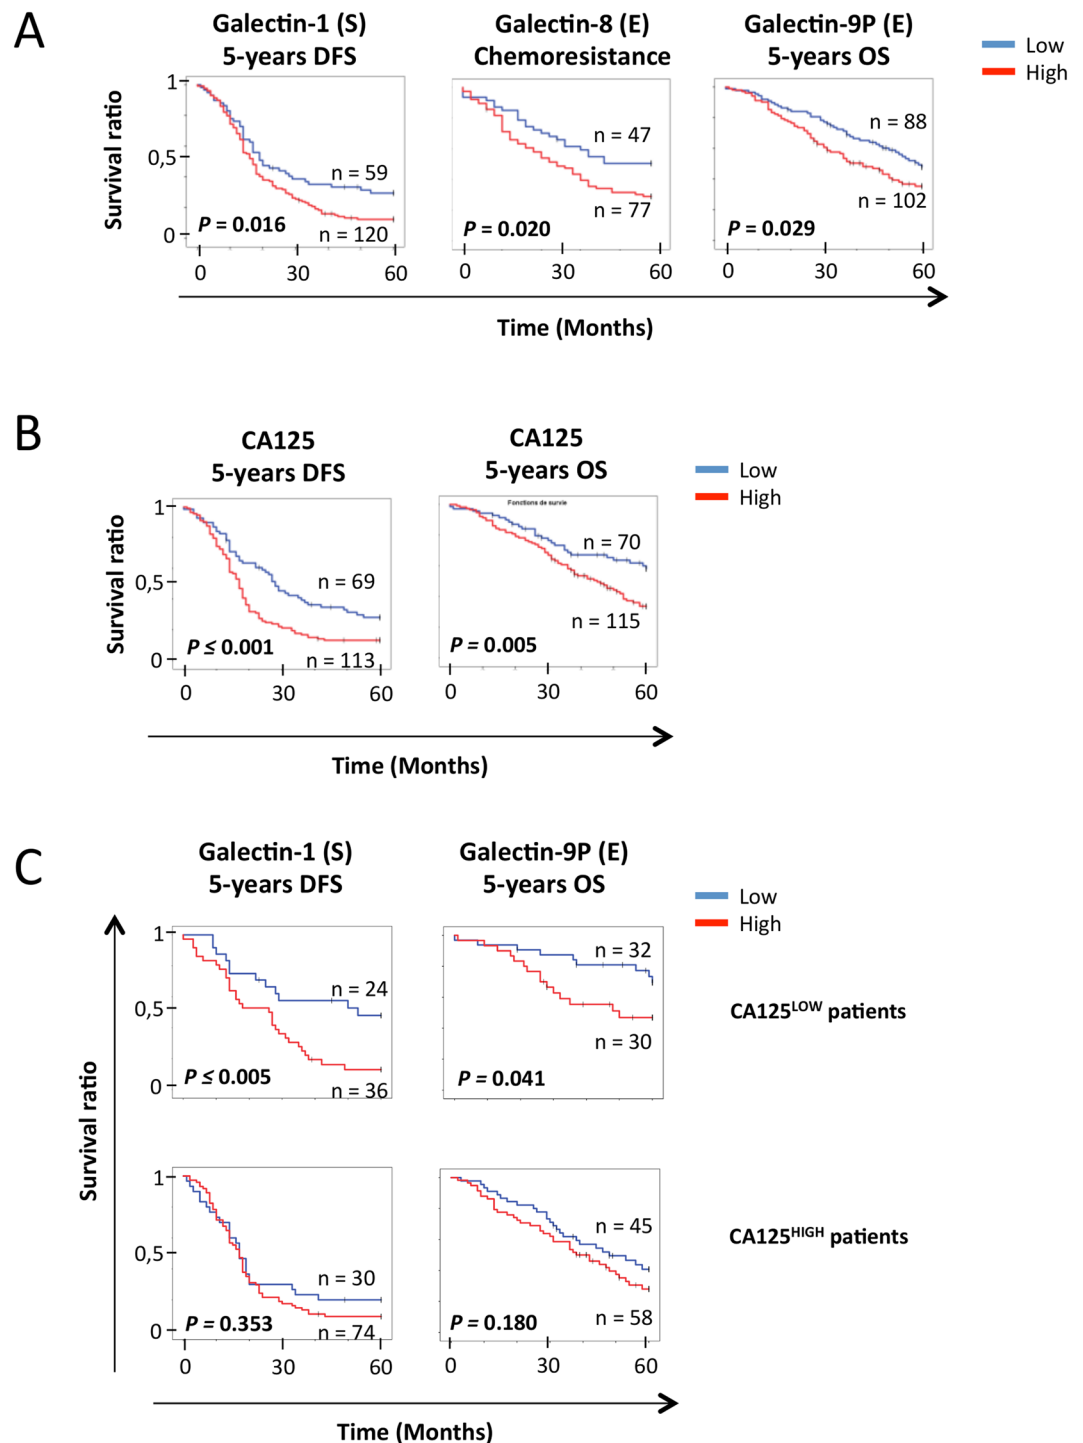 A
Galectin-1 (S)
5-years DFS
Galectin-8 (E)
Chemoresistance
Galectin-9P (E)
5-years OS
Low
High
Survival ratio
1
0,5
0
n = 59
P = 0.016
n = 120
n = 47
n = 77
P = 0.020
n = 88
n = 102
P = 0.029
0 30 60
0 30 60
0 30 60
Time (Months)
B
CA125
5-years DFS
CA125
5-years OS
Low
High
Survival ratio
1
0,5
0
n = 69
P ≤ 0.001
n = 113
Fonctions de survie
n = 70
n = 115
P = 0.005
0 30 60
0 30 60
Time (Months)
C
Galectin-1 (S)
5-years DFS
Galectin-9P (E)
5-years OS
Low
High
Survival ratio
1
0,5
0
n = 24
P ≤ 0.005
n = 36
n = 32
n = 30
P = 0.041
CA125LOW patients
1
0,5
0
n = 30
P = 0.353
n = 74
n = 45
P = 0.180
n = 58
CA125HIGH patients
0 30 60
0 30 60
Time (Months)